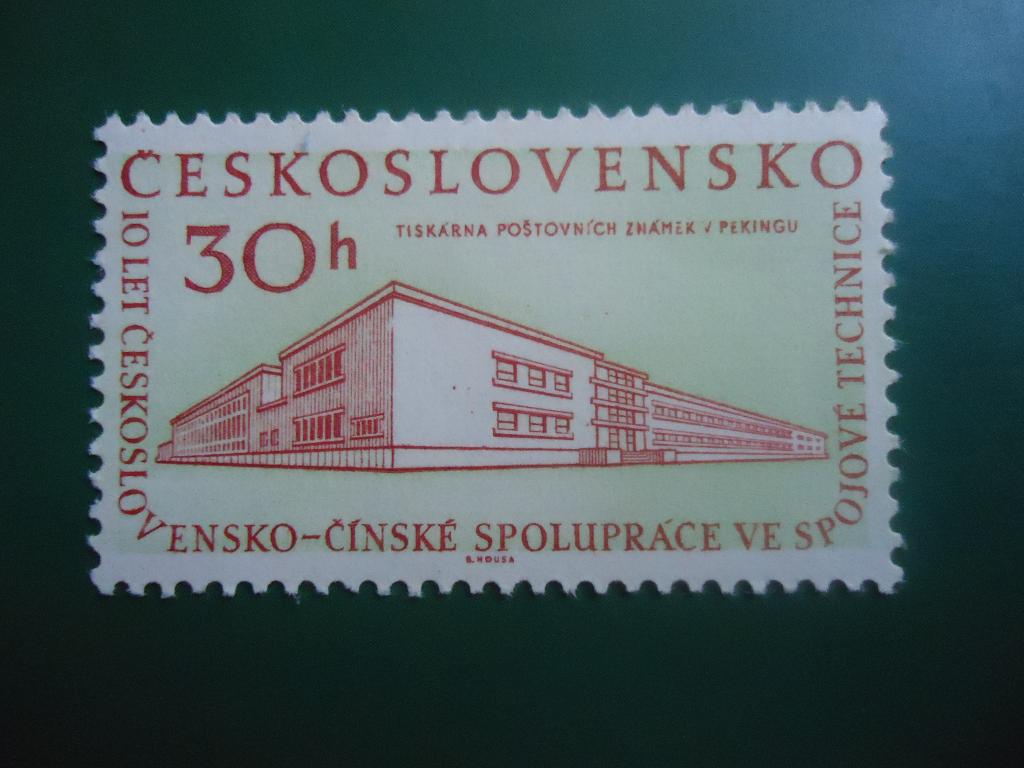 ČESKOSLOVENSKO
30h
TISKÁRNA POŠTOVNÍCH ZNÁMEK V PEKINGU
10 LET ČESKOSLOVENSKO-ČÍNSKÉ SPOLUPRÁCE VE SPOJOVÉ TECHNICE
B. HOUSA